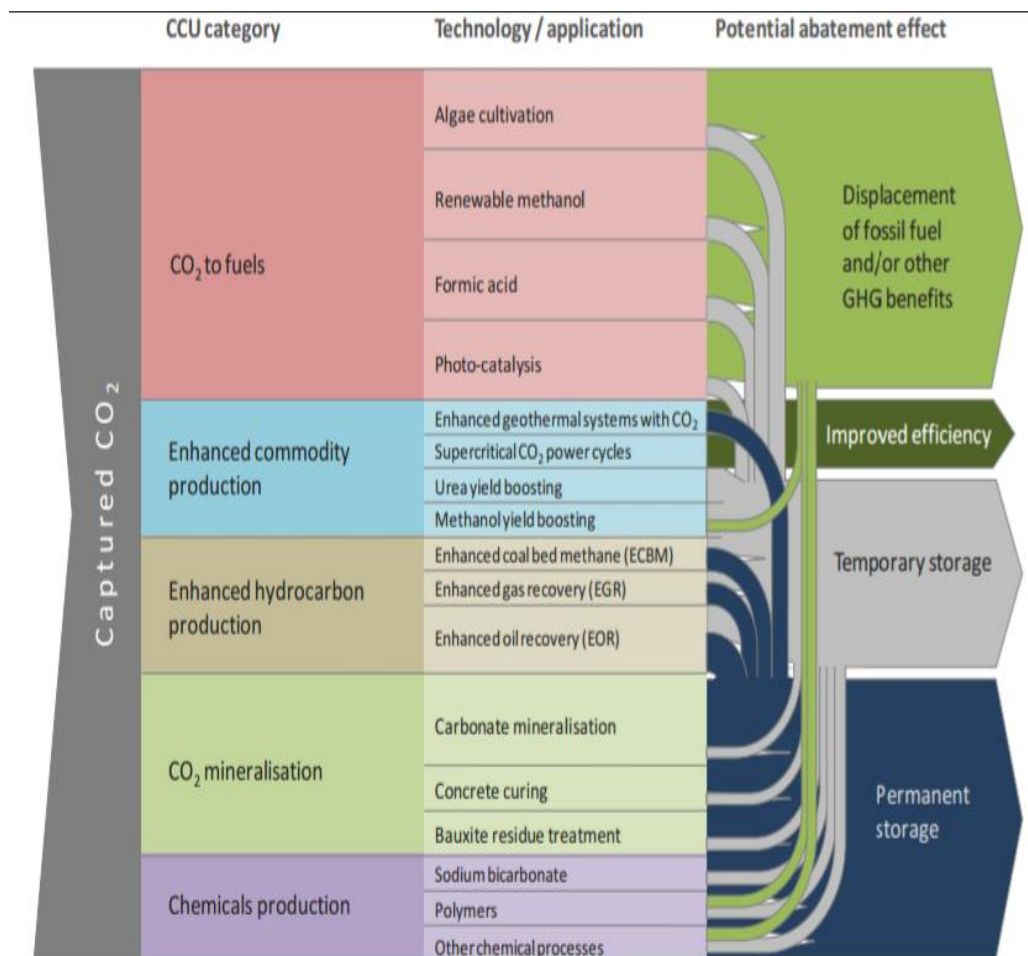 CCU category
Technology / application
Potential abatement effect
Captured CO₂
CO₂ to fuels
Algae cultivation
Renewable methanol
Formic acid
Photo-catalysis
Displacement
of fossil fuel
and/or other
GHG benefits
Enhanced commodity
production
Enhanced geothermal systems with CO₂
Supercritical CO₂ power cycles
Urea yield boosting
Methanol yield boosting
Improved efficiency
Enhanced hydrocarbon
production
Enhanced coal bed methane (ECBM)
Enhanced gas recovery (EGR)
Enhanced oil recovery (EOR)
Temporary storage
CO₂ mineralisation
Carbonate mineralisation
Concrete curing
Bauxite residue treatment
Permanent
storage
Chemicals production
Sodium bicarbonate
Polymers
Other chemical processes